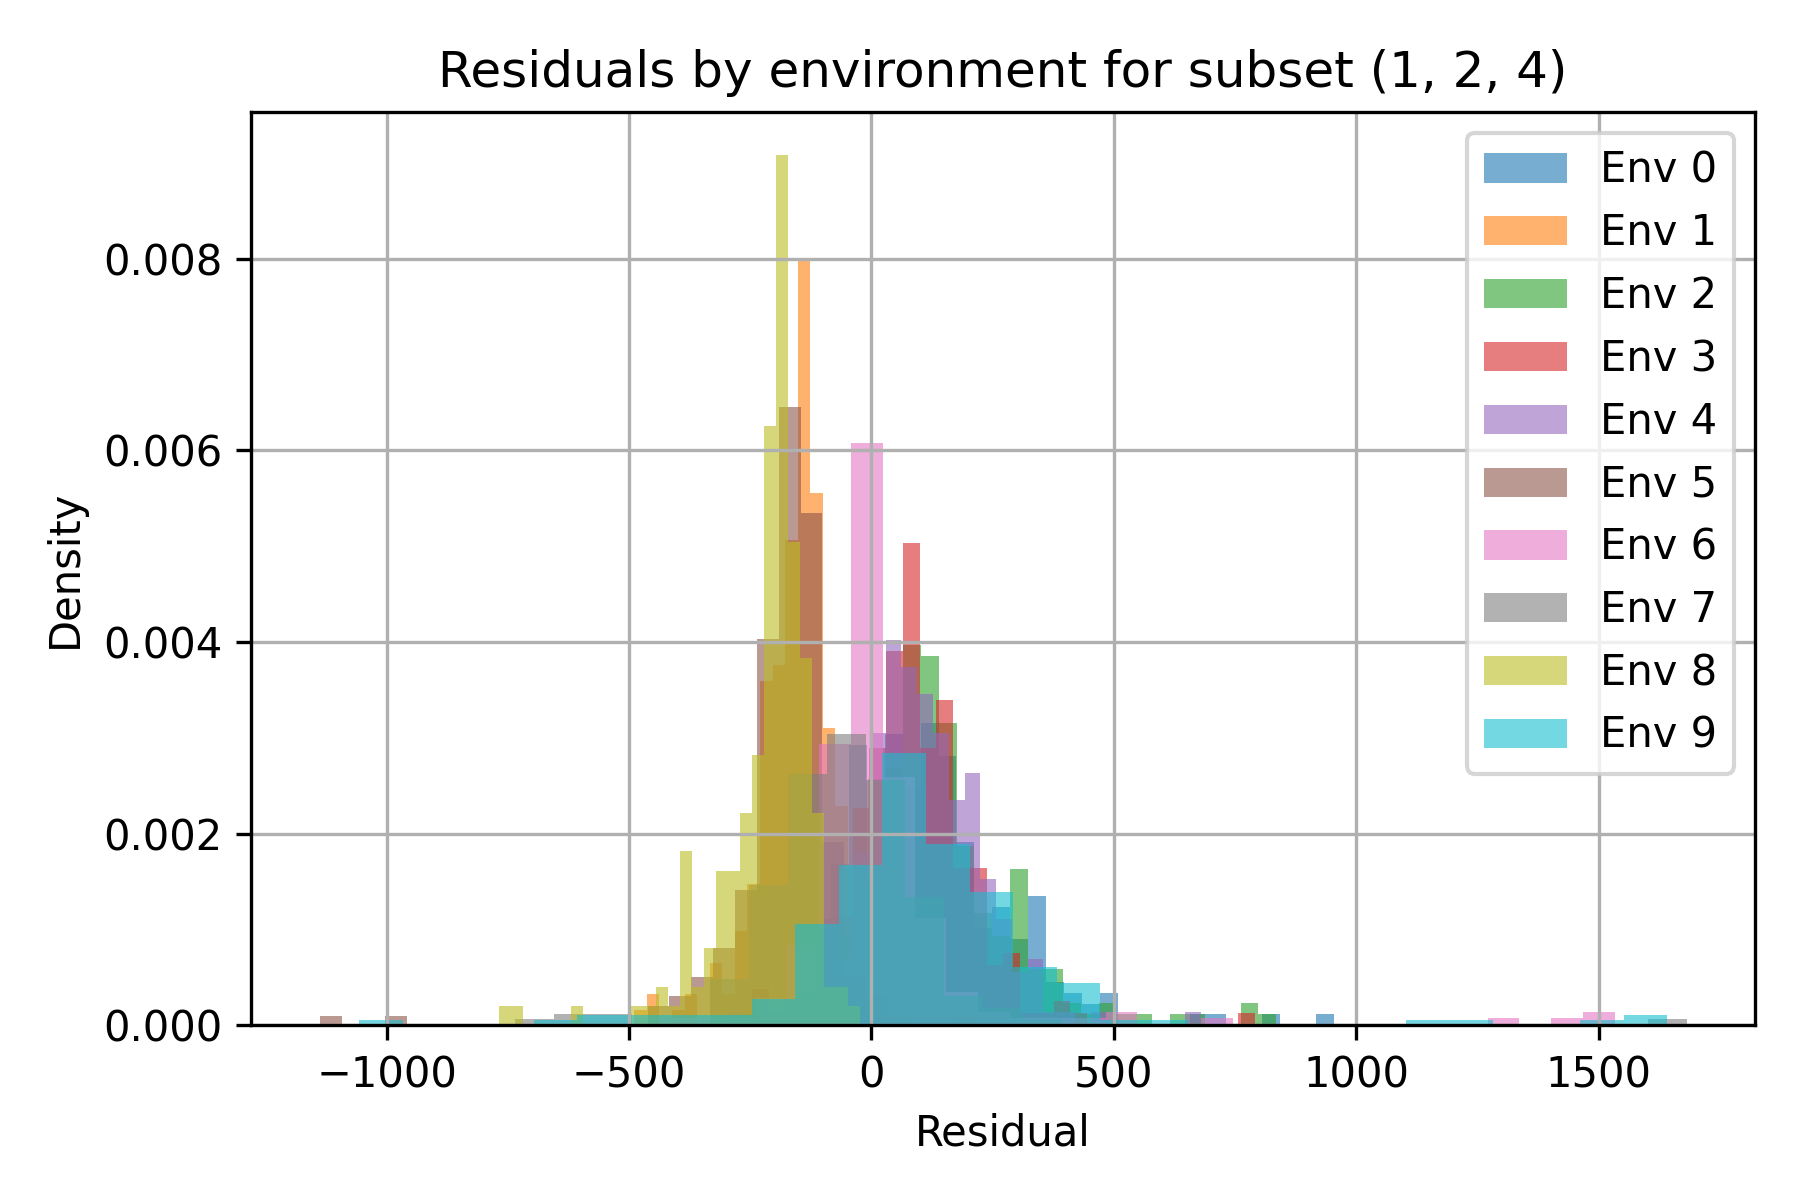 Residuals by environment for subset (1, 2, 4)
Density
0.008
0.006
0.004
0.002
0.000
−1000
−500
0
500
1000
1500
Residual
Env 0
Env 1
Env 2
Env 3
Env 4
Env 5
Env 6
Env 7
Env 8
Env 9